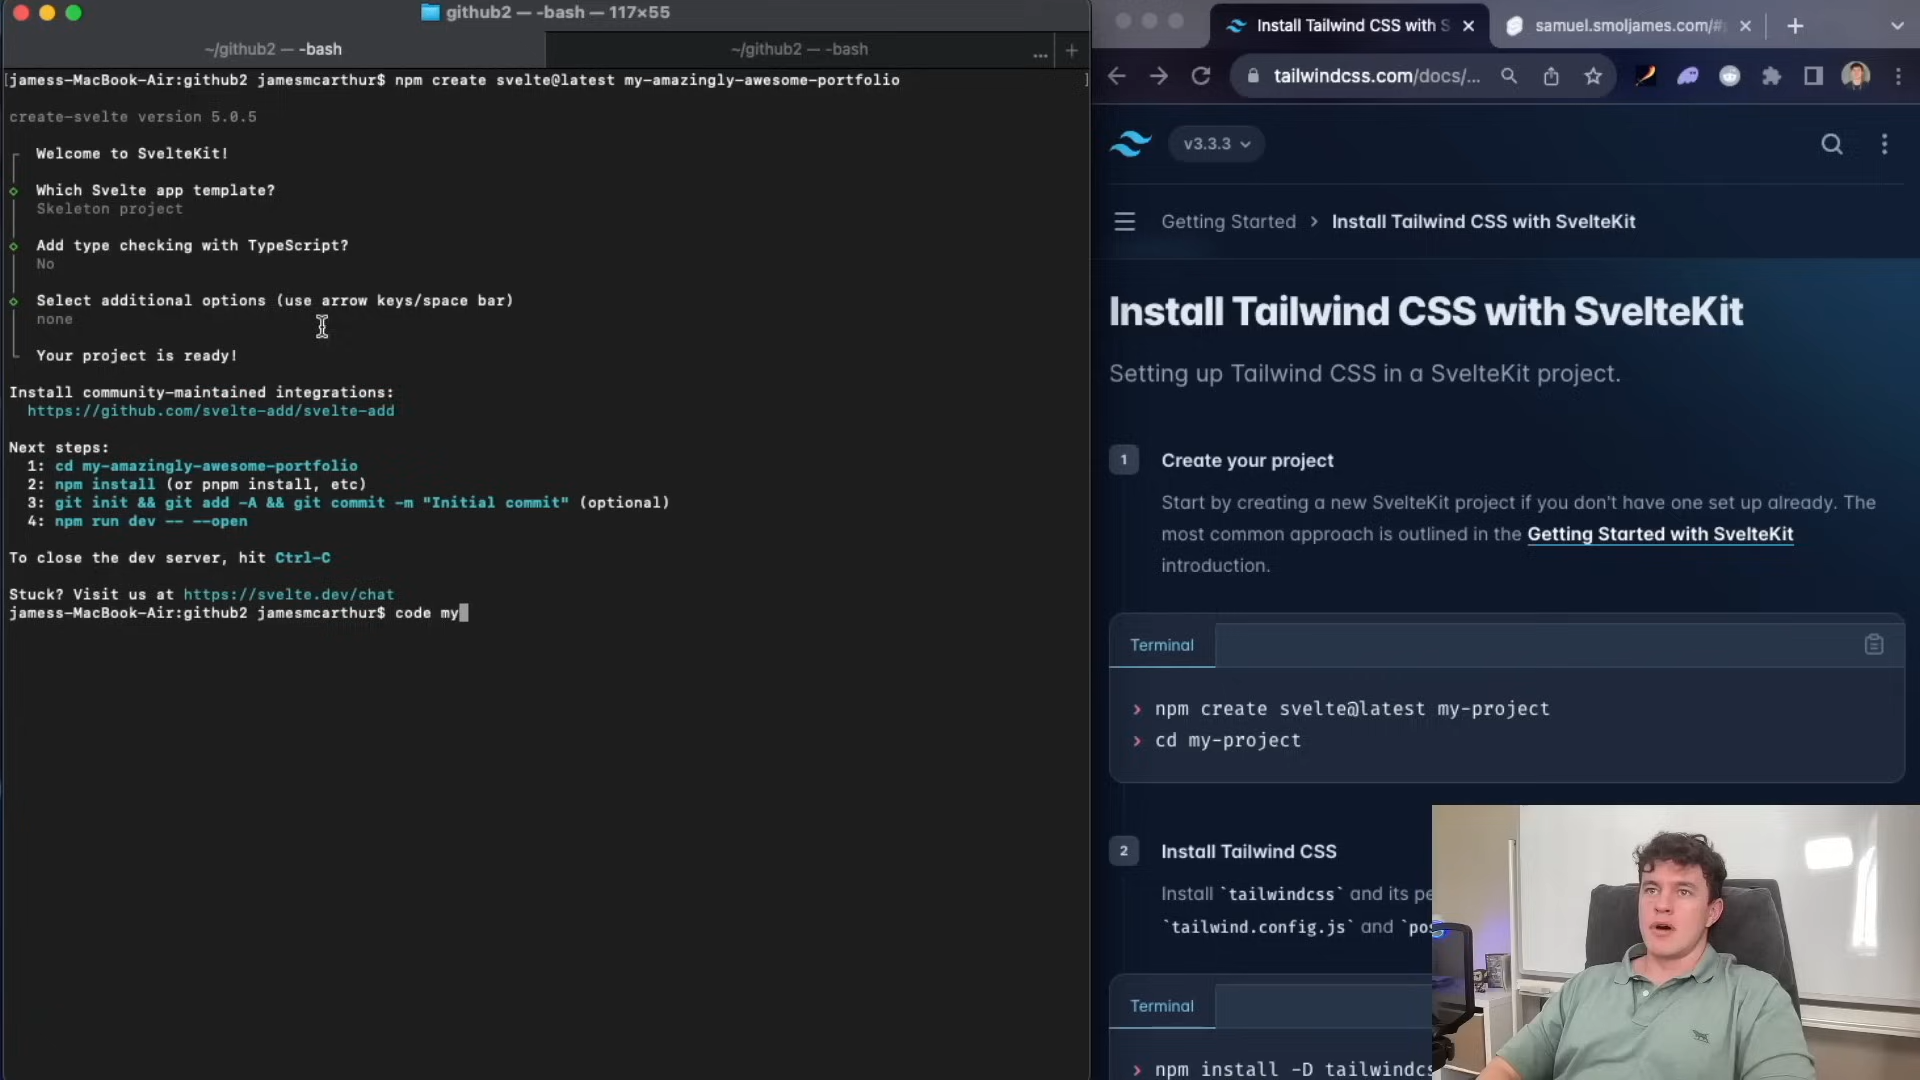 github2 — -bash — 117×55
~/github2 — -bash
~/github2 — -bash
...
+
[jamess-MacBook-Air:github2 jamesmcarthur$ npm create svelte@latest my-amazingly-awesome-portfolio ]
create-svelte version 5.0.5
Welcome to SvelteKit!
Which Svelte app template?
Skeleton project
Add type checking with TypeScript?
No
Select additional options (use arrow keys/space bar)
none
Your project is ready!
Install community-maintained integrations:
https://github.com/svelte-add/svelte-add
Next steps:
1: cd my-amazingly-awesome-portfolio
2: npm install (or pnpm install, etc)
3: git init && git add -A && git commit -m "Initial commit" (optional)
4: npm run dev -- --open
To close the dev server, hit Ctrl-C
Stuck? Visit us at https://svelte.dev/chat
jamess-MacBook-Air:github2 jamesmcarthur$ code my
Install Tailwind CSS with S
samuel.smoljames.com/#
tailwindcss.com/docs/...
v3.3.3
Getting Started > Install Tailwind CSS with SvelteKit
Install Tailwind CSS with SvelteKit
Setting up Tailwind CSS in a SvelteKit project.
1
Create your project
Start by creating a new SvelteKit project if you don't have one set up already. The
most common approach is outlined in the Getting Started with SvelteKit
introduction.
Terminal
> npm create svelte@latest my-project
> cd my-project
2
Install Tailwind CSS
Install `tailwindcss` and its pe
`tailwind.config.js` and `pos
Terminal
> npm install -D tailwindcs